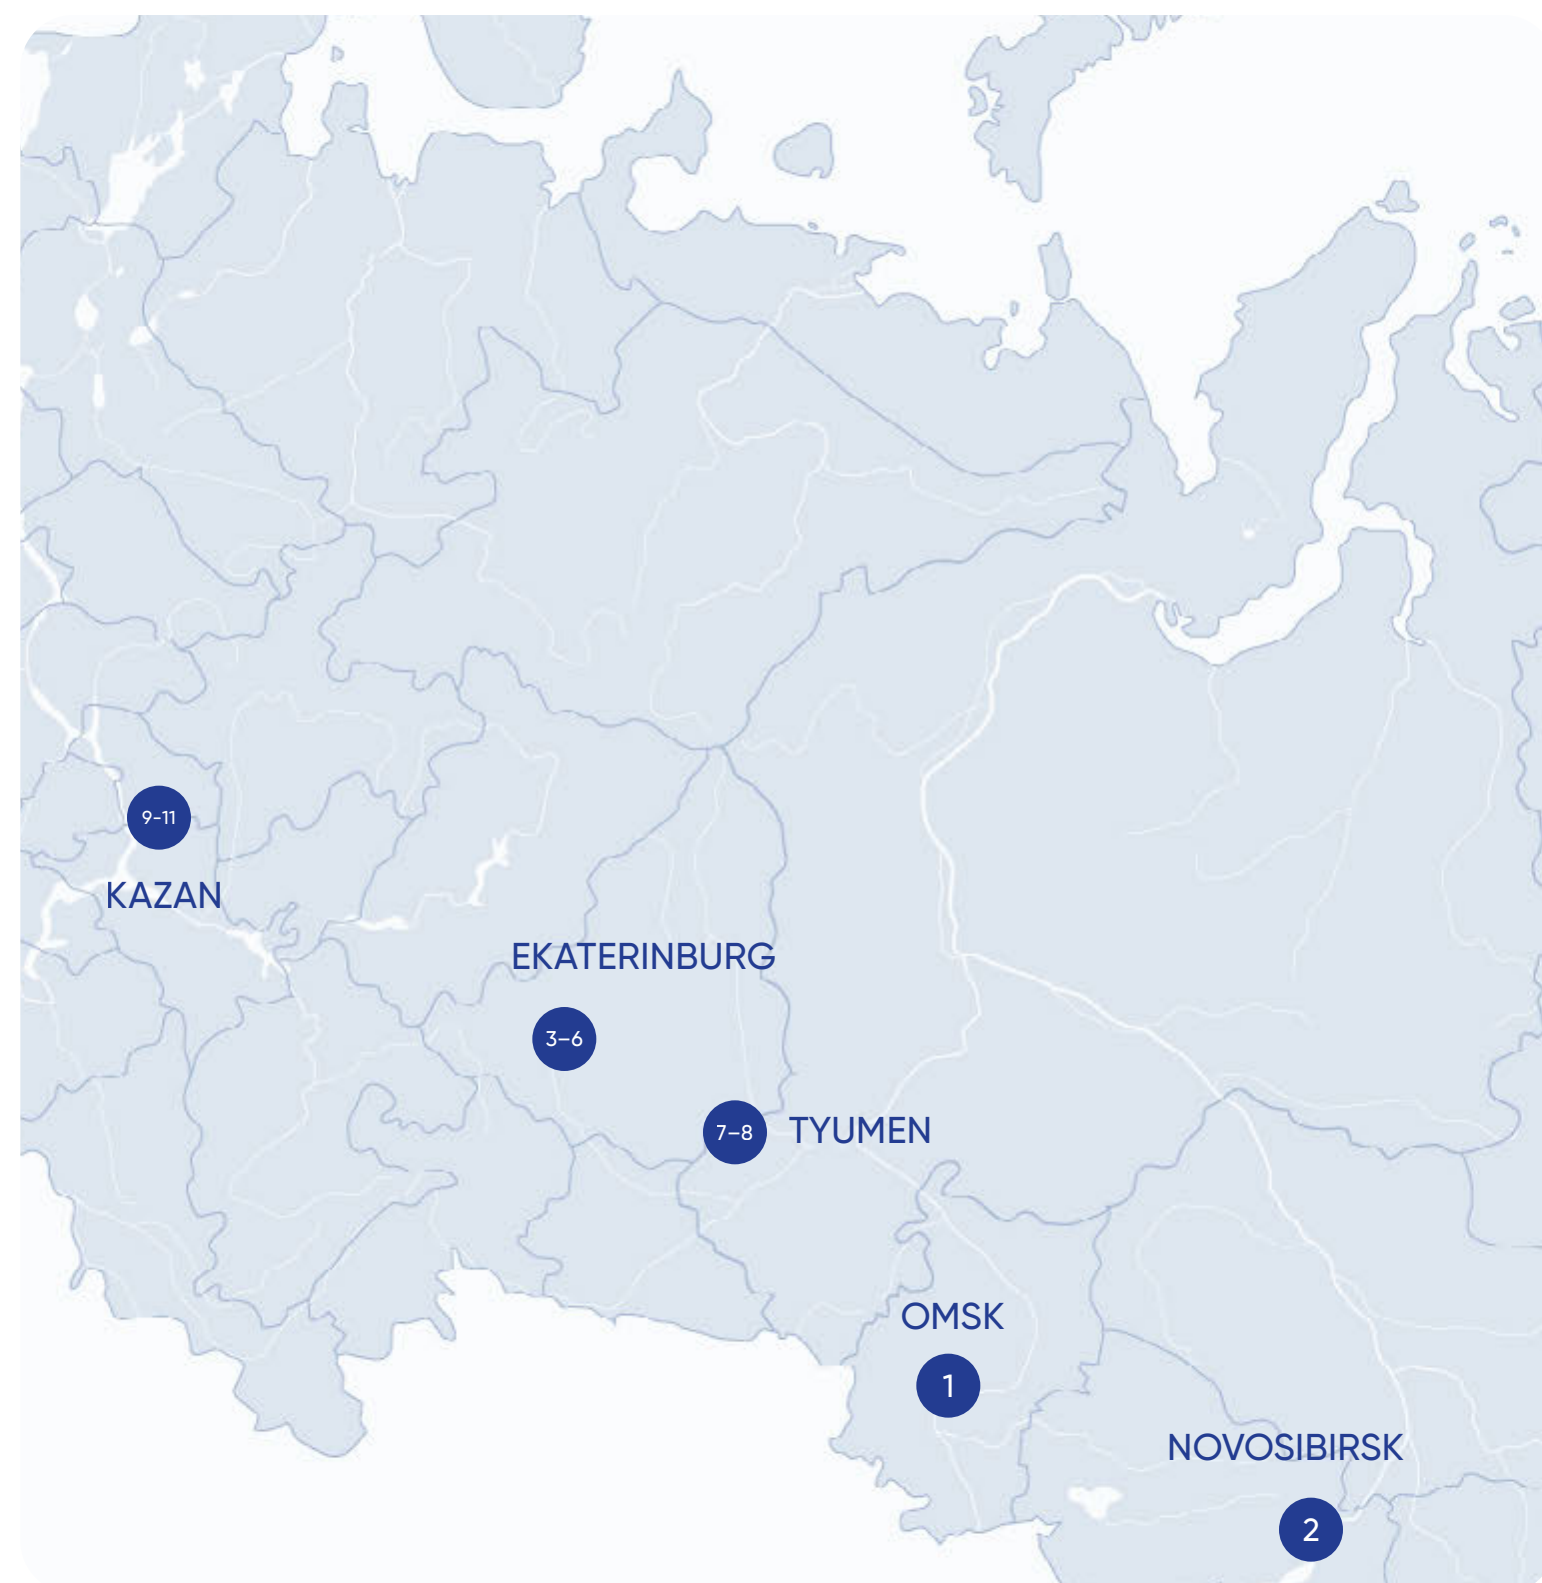 9-11
KAZAN
EKATERINBURG
3–6
7–8 TYUMEN
OMSK
1
NOVOSIBIRSK
2